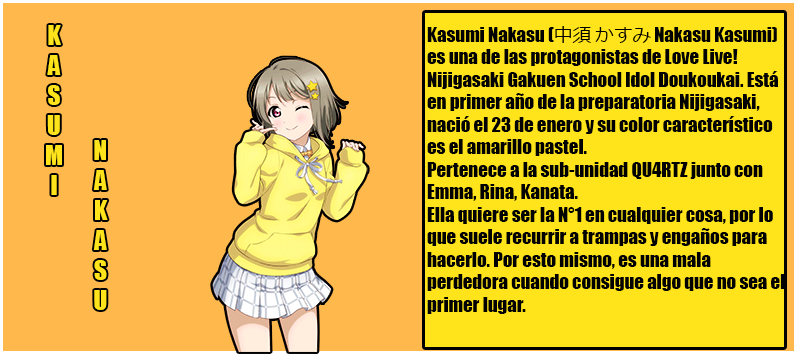 KASUMI
NAKASU
Kasumi Nakasu (中須 かすみ Nakasu Kasumi)
es una de las protagonistas de Love Live!
Nijigasaki Gakuen School Idol Doukoukai. Está
en primer año de la preparatoria Nijigasaki,
nació el 23 de enero y su color característico
es el amarillo pastel.
Pertenece a la sub-unidad QU4RTZ junto con
Emma, Rina, Kanata.
Ella quiere ser la N°1 en cualquier cosa, por lo
que suele recurrir a trampas y engaños para
hacerlo. Por esto mismo, es una mala
perdedora cuando consigue algo que no sea el
primer lugar.